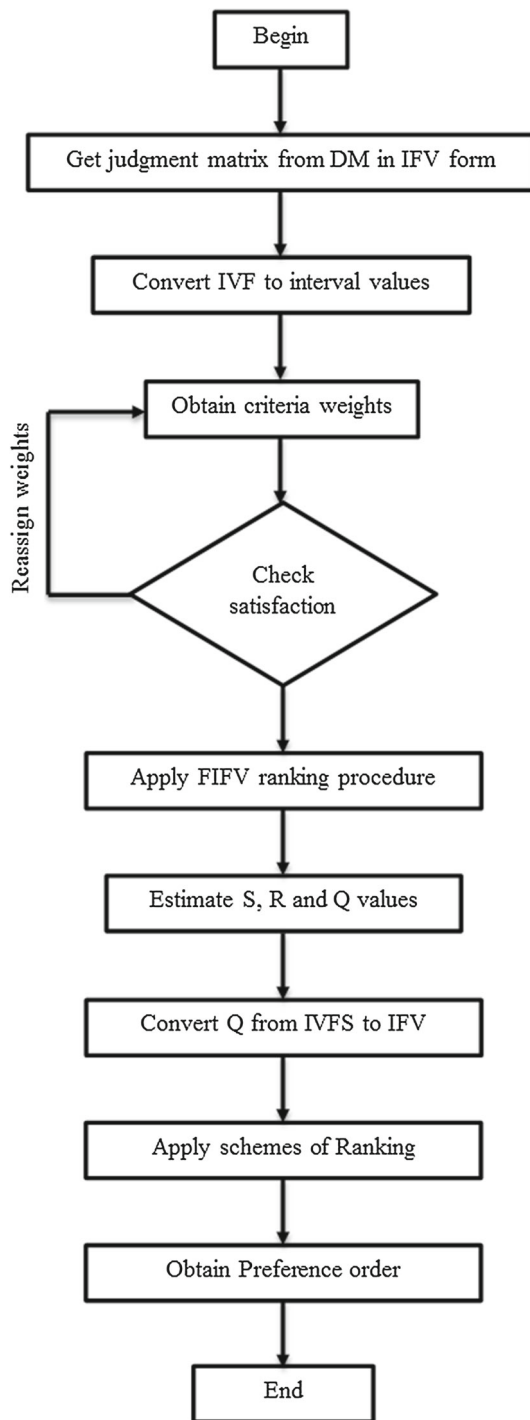 Begin
Get judgment matrix from DM in IFV form
Convert IVF to interval values
Obtain criteria weights
Reassign weights
Check
satisfaction
Apply FIFV ranking procedure
Estimate S, R and Q values
Convert Q from IVFS to IFV
Apply schemes of Ranking
Obtain Preference order
End